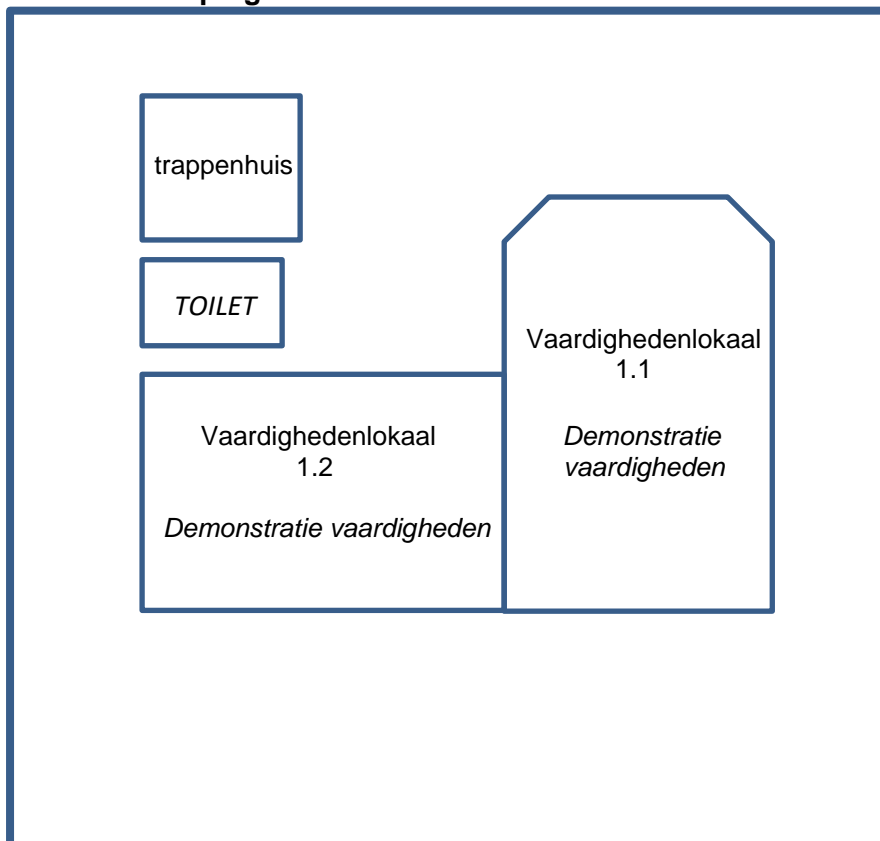 trappenhuis
TOILET
Vaardighedenlokaal
1.1
Demonstratie
vaardigheden
Vaardighedenlokaal
1.2
Demonstratie vaardigheden